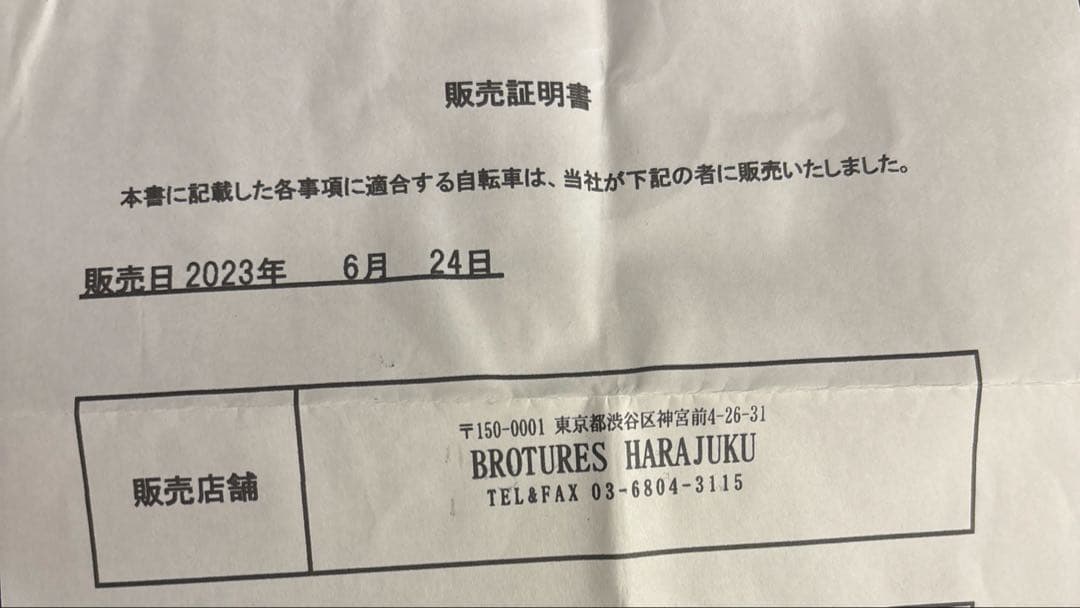 販売証明書
本書に記載した各事項に適合する自転車は、当社が下記の者に販売いたしました。
販売日 2023年 6月 24日
販売店舗
〒150-0001 東京都渋谷区神宮前4-26-31
BROTURES HARAJUKU
TEL&FAX 03-6804-3115